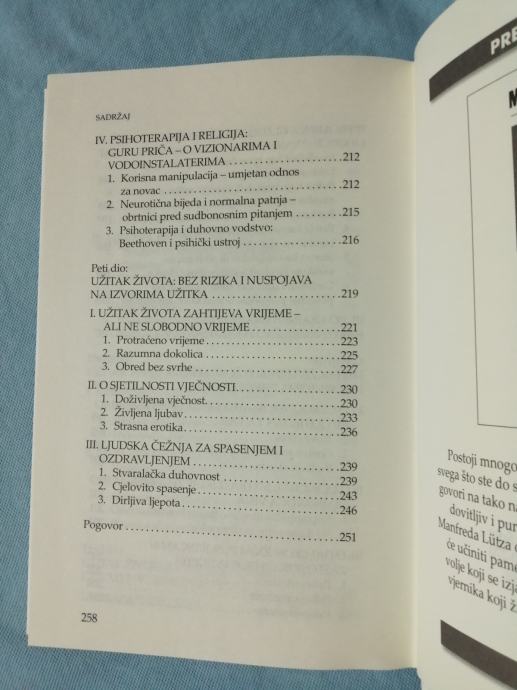 SADRŽAJ
IV. PSIHOTERAPIJA I RELIGIJA:
GURU PRIČA – O VIZIONARIMA I
VODOINSTALATERIMA ........................ 212
1. Korisna manipulacija – umjetan odnos
za novac ........................ 212
2. Neurotična bijeda i normalna patnja –
obrtnici pred sudbonosnim pitanjem ............ 215
3. Psihoterapija i duhovno vodstvo:
Beethoven i psihički ustroj .................... 216
Peti dio:
UŽITAK ŽIVOTA: BEZ RIZIKA I NUSPOJAVA
NA IZVORIMA UŽITKA ........................ 219
I. UŽITAK ŽIVOTA ZAHTIJEVA VRIJEME –
ALI NE SLOBODNO VRIJEME .................. 221
1. Protraćeno vrijeme ........................ 223
2. Razumna dokolica ........................ 225
3. Obred bez svrhe ........................ 227
II. O SJETILNOSTI VJEČNOSTI. .................. 230
1. Doživljena vječnost. ........................ 230
2. Življena ljubav ........................ 233
3. Strasna erotika ........................ 236
III. LJUDSKA ČEŽNJA ZA SPASENJEM I
OZDRAVLJENJEM ........................ 239
1. Stvaralačka duhovnost ........................ 239
2. Cjelovito spasenje ........................ 243
3. Dirljiva ljepota ........................ 246
Pogovor ........................ 251
258
PRE
M
Postoji mnogo
svega što ste do s
govori na tako na
dovitljiv i pur
Manfreda Lütza
će učiniti pame
volje koji se izja
vjernika koji ž